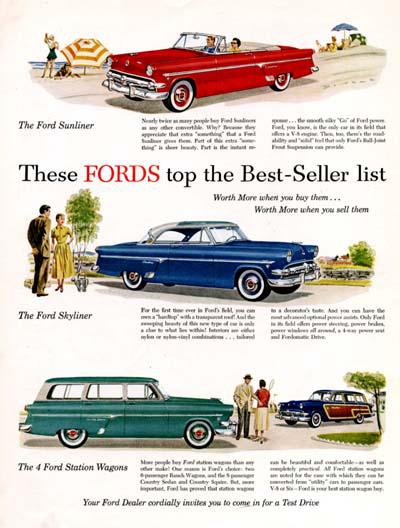 The Ford Sunliner
Nearly twice as many people buy Ford Sunliners
as any other convertible. Why? Because they
appreciate that extra "something" that a Ford
Sunliner gives them. Part of this extra "some-
thing" is sheer beauty. Part is the instant re-
sponse . . . the smooth silky "Go" of Ford power.
Ford, you know, is the only car in its field that
offers a V-8 engine. Then, too, there's the road-
ability and "solid" feel that only Ford's Ball-Joint
Front Suspension can provide.
These FORDS top the Best-Seller list
Worth More when you buy them . . .
Worth More when you sell them
The Ford Skyliner
For the first time ever in Ford's field, you can
own a "hardtop" with a transparent roof! And the
sweeping beauty of this new type of car is only
a clue to what lies within! Interiors are either
nylon or nylon-vinyl combinations . . . tailored
to a decorator's taste. And you can have the
most advanced optional power assists. Only Ford
in its field offers power steering, power brakes,
power windows all around, a 4-way power seat
and Fordomatic Drive.
The 4 Ford Station Wagons
More people buy Ford station wagons than any
other make! One reason is Ford's choice: two
6-passenger Ranch Wagons, and the 8-passenger
Country Sedan and Country Squire. But, more
important, Ford has proved that station wagons
can be beautiful and comfortable—as well as
completely practical. All Ford station wagons
are noted for the ease with which they can be
converted from "utility" cars to passenger cars.
V-8 or Six—Ford is your best station wagon buy.
Your Ford Dealer cordially invites you to come in for a Test Drive